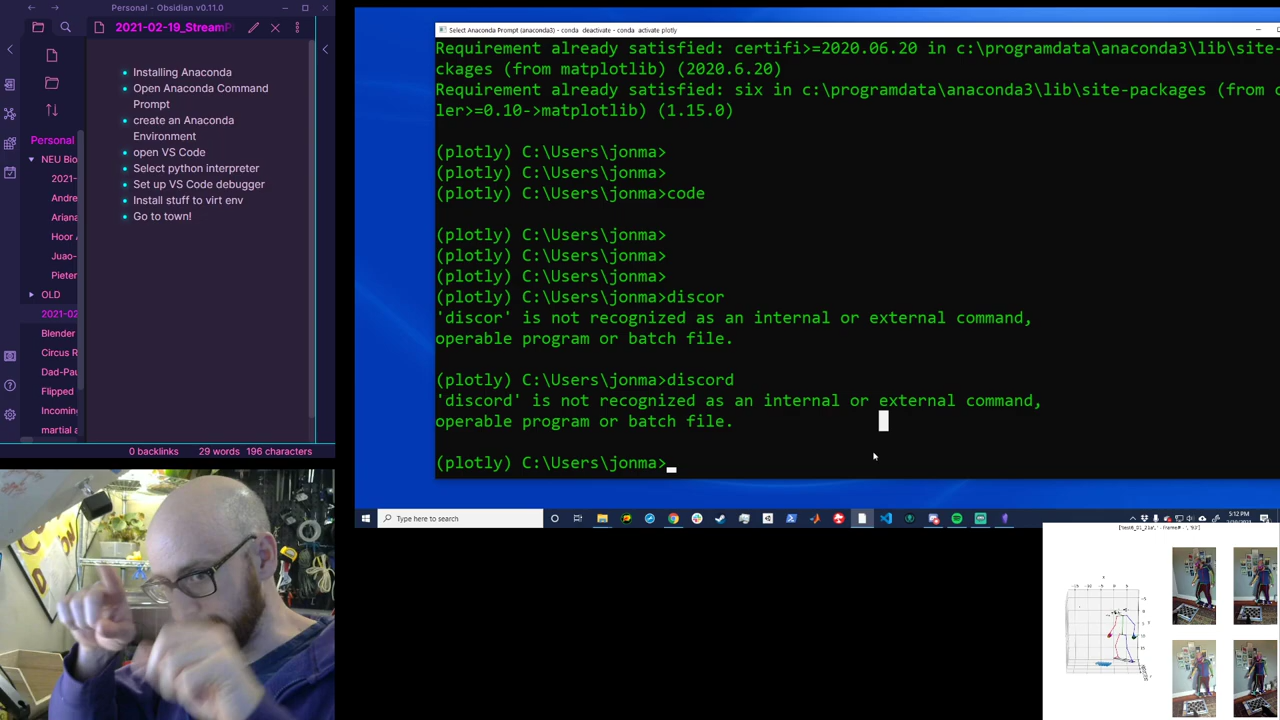 2021-02-19_StreamP
Personal - Obsidian v0.11.0
Installing Anaconda
Open Anaconda Command
Prompt
create an Anaconda
Environment
open VS Code
Select python interpreter
Set up VS Code debugger
Install stuff to virt env
Go to town!
Personal
NEU Bio
2021-
Andre
Ariana
Hoor
Juao-
Pieter
OLD
2021-02
Blender
Circus R
Dad-Pau
Flipped
Incoming
martial a
0 backlinks 29 words 196 characters
Select Anaconda Prompt (anaconda3) - conda deactivate - conda activate plotly
Requirement already satisfied: certifi>=2020.06.20 in c:\programdata\anaconda3\lib\site-
ckages (from matplotlib) (2020.6.20)
Requirement already satisfied: six in c:\programdata\anaconda3\lib\site-packages (from c
ler>=0.10->matplotlib) (1.15.0)
(plotly) C:\Users\jonma>
(plotly) C:\Users\jonma>
(plotly) C:\Users\jonma>code
(plotly) C:\Users\jonma>
(plotly) C:\Users\jonma>
(plotly) C:\Users\jonma>
(plotly) C:\Users\jonma>discor
'discor' is not recognized as an internal or external command,
operable program or batch file.
(plotly) C:\Users\jonma>discord
'discord' is not recognized as an internal or external command,
operable program or batch file.
(plotly) C:\Users\jonma>
Type here to search
5:12 PM